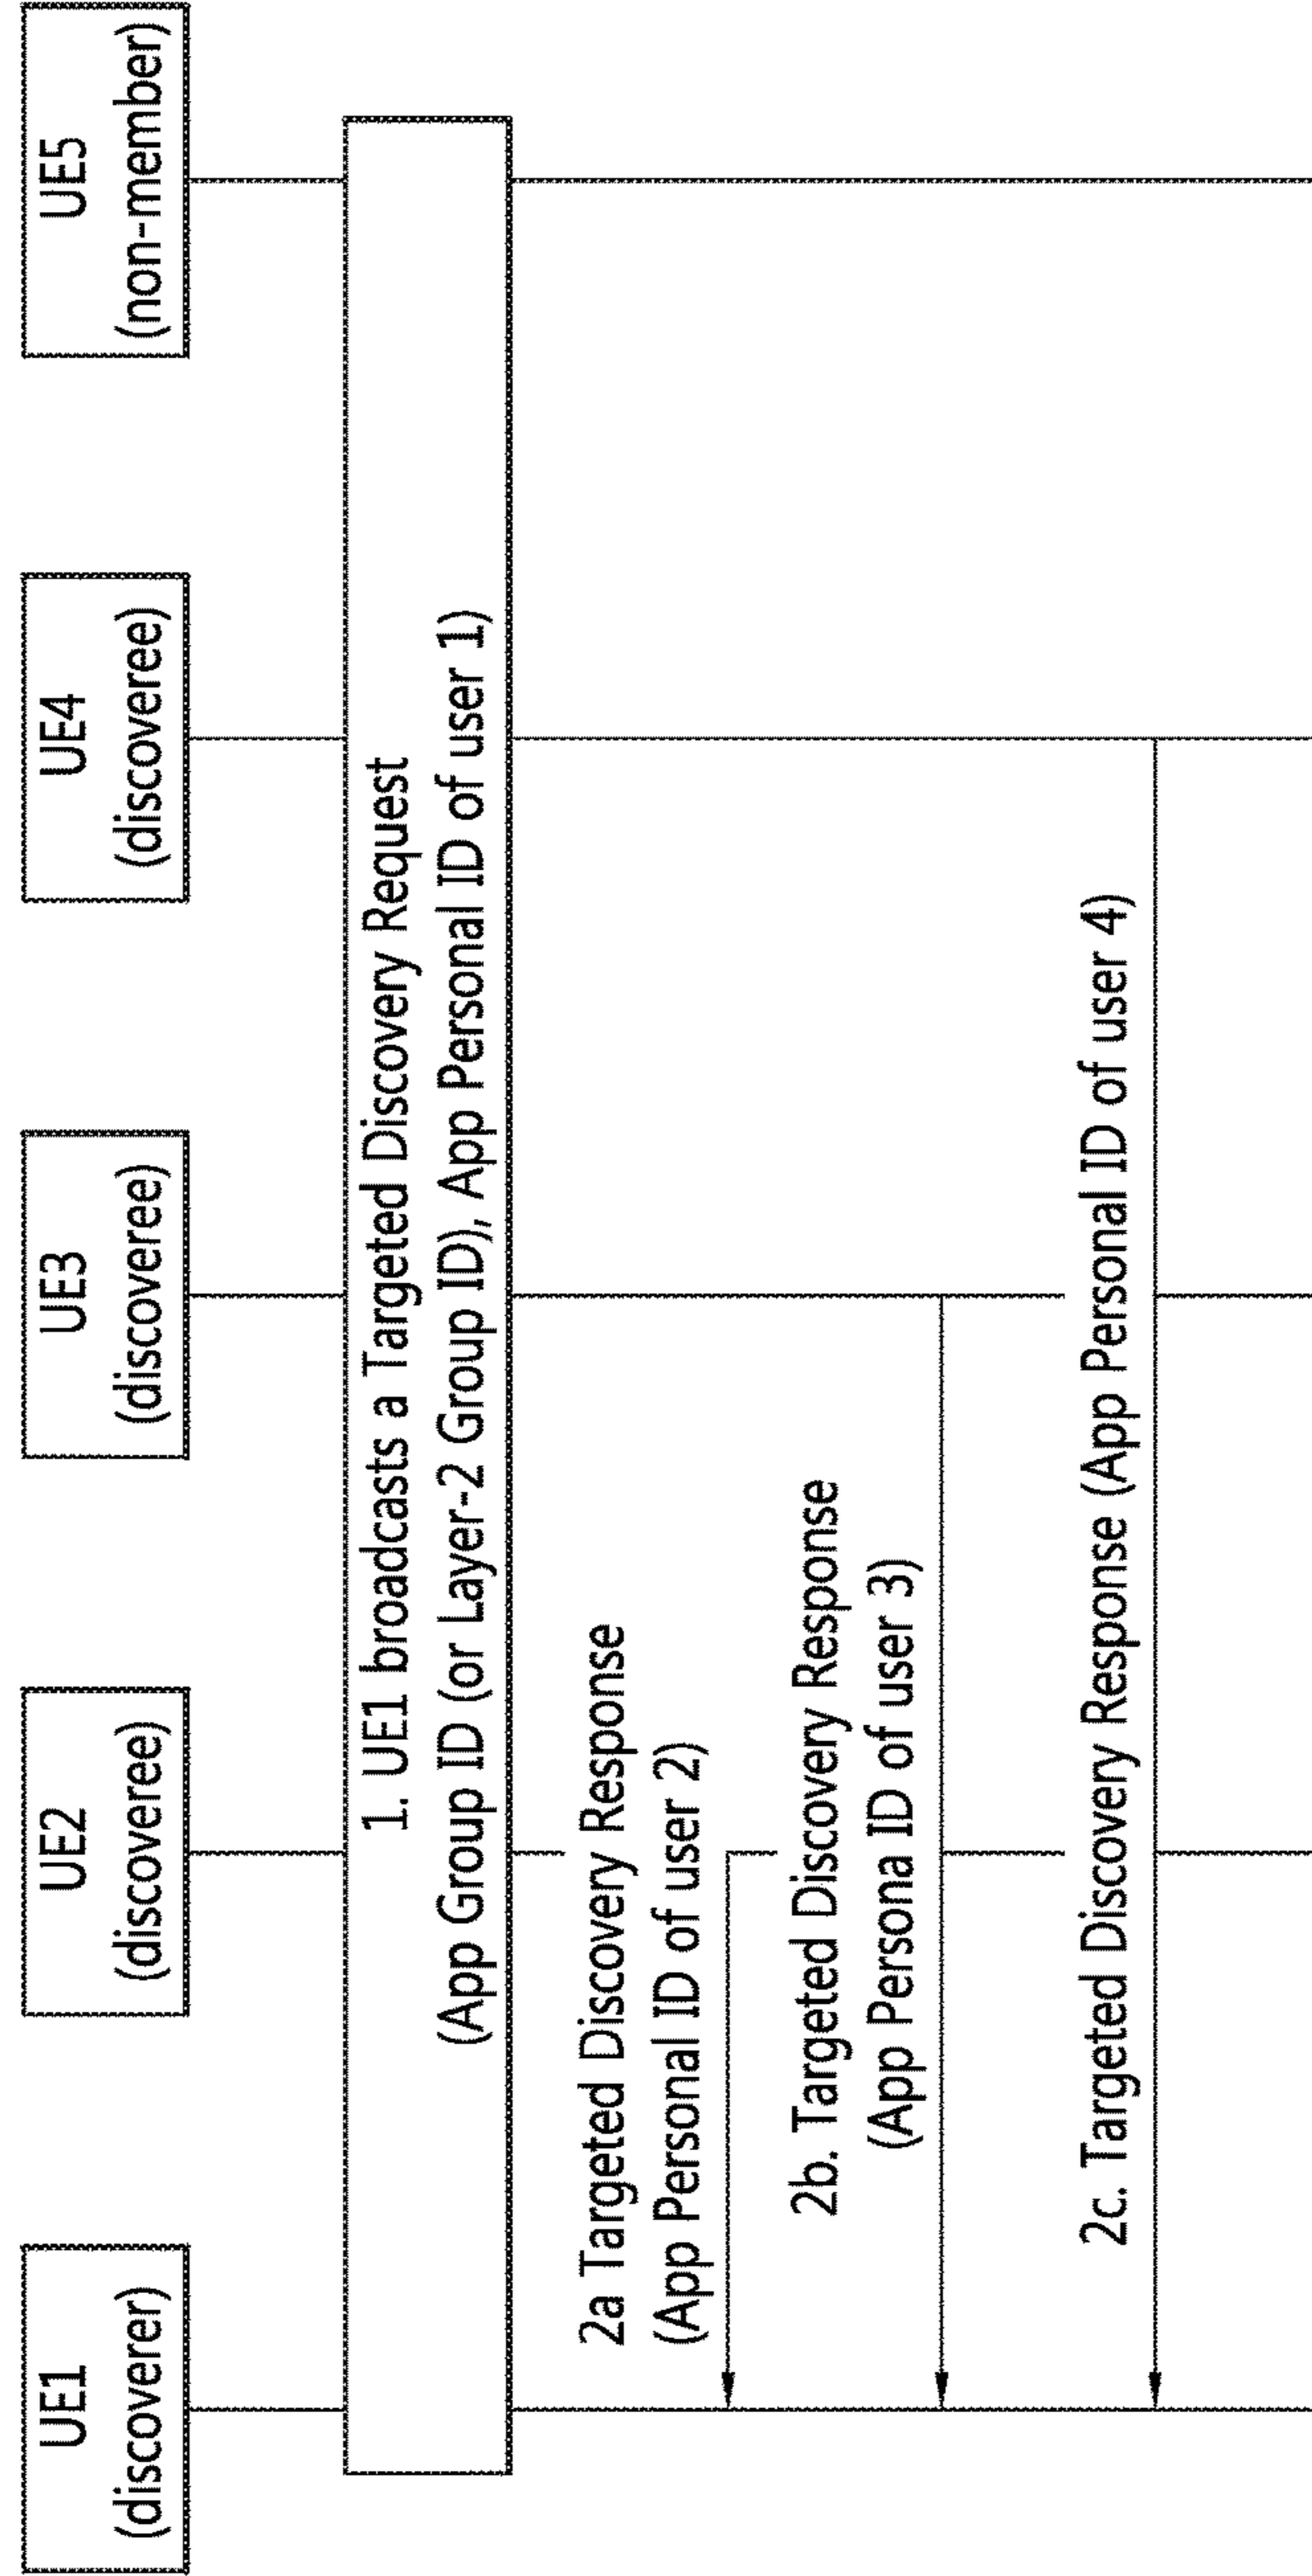 UE1
(discoverer)
UE2
(discoveree)
UE3
(discoveree)
UE4
(discoveree)
UE5
(non-member)
1. UE1 broadcasts a Targeted Discovery Request
(App Group ID (or Layer-2 Group ID), App Personal ID of user 1)
2a Targeted Discovery Response
(App Personal ID of user 2)
2b. Targeted Discovery Response
(App Persona ID of user 3)
2c. Targeted Discovery Response (App Personal ID of user 4)